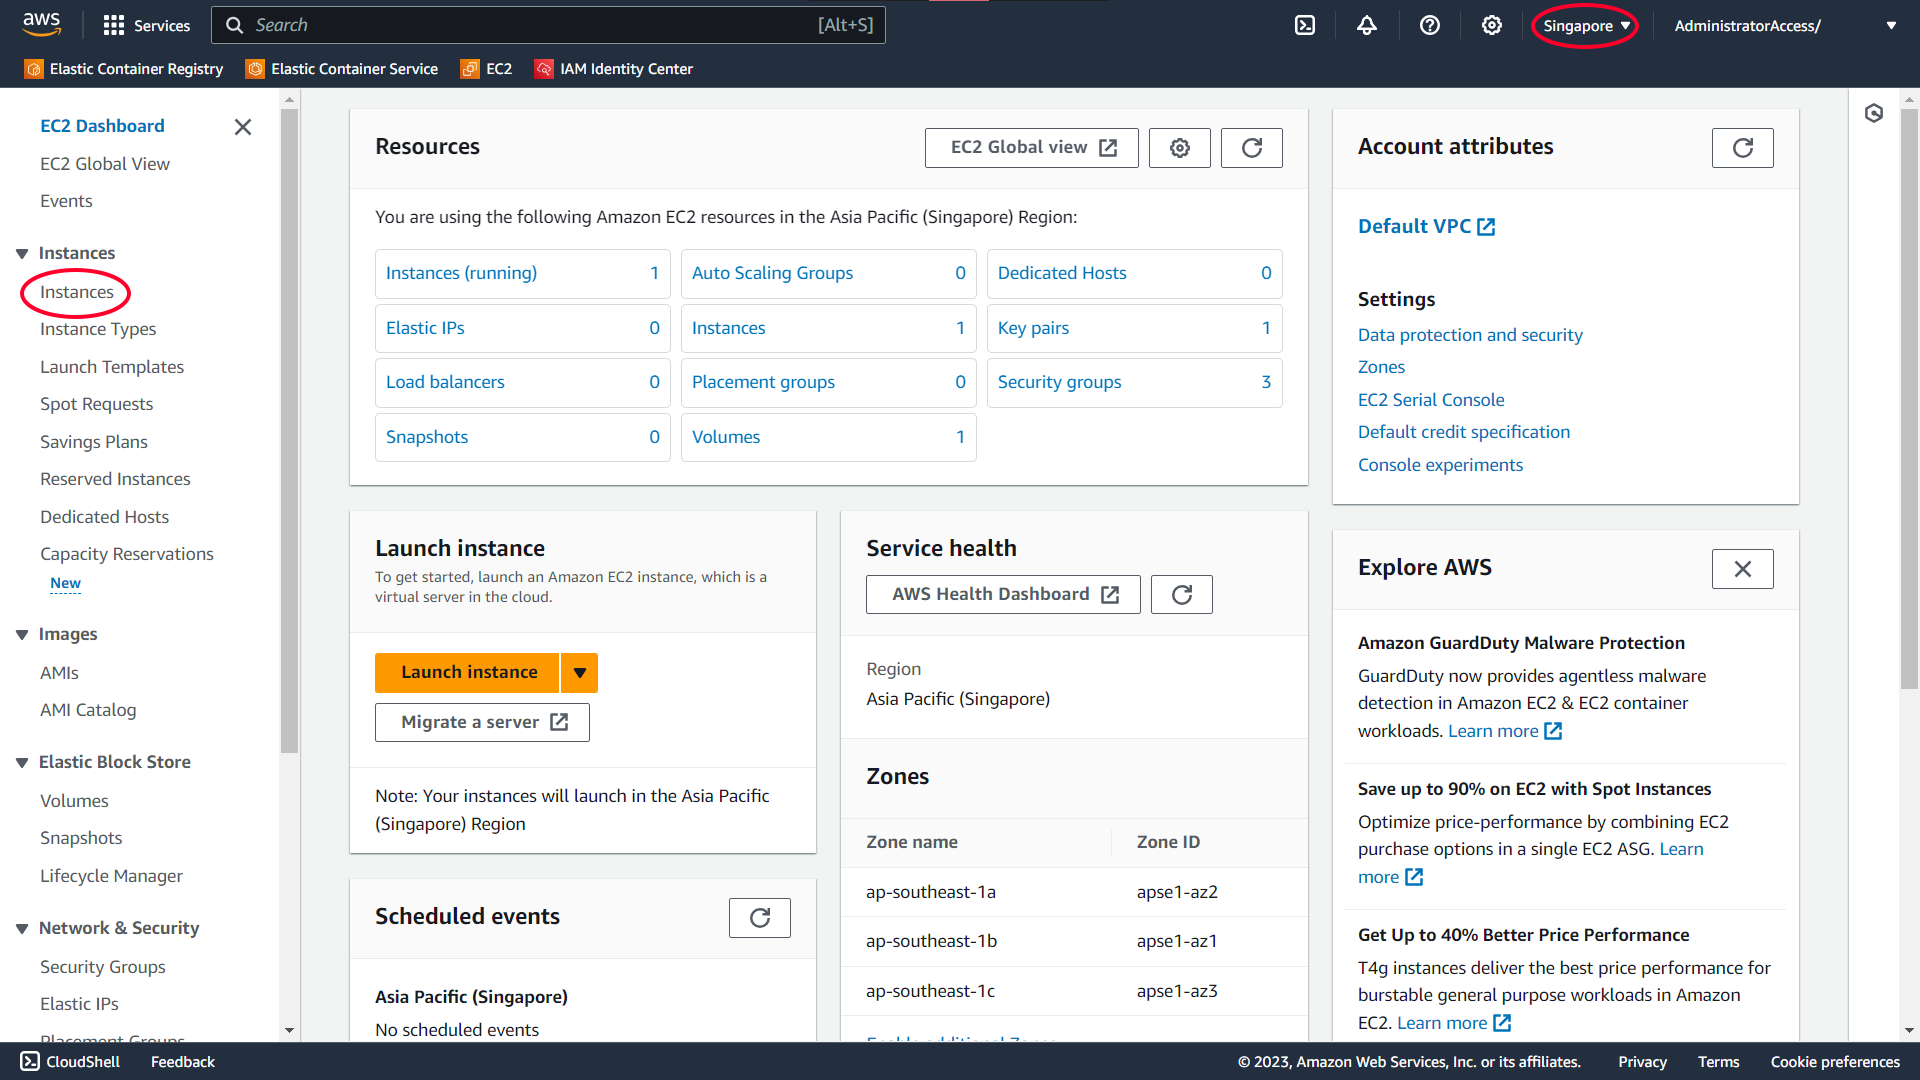 aws
Services
Search [Alt+S]
Singapore
AdministratorAccess/
Elastic Container Registry
Elastic Container Service
EC2
IAM Identity Center
EC2 Dashboard
EC2 Global View
Events
Instances
Instances
Instance Types
Launch Templates
Spot Requests
Savings Plans
Reserved Instances
Dedicated Hosts
Capacity Reservations
New
Images
AMIs
AMI Catalog
Elastic Block Store
Volumes
Snapshots
Lifecycle Manager
Network & Security
Security Groups
Elastic IPs
Placement Groups
Resources
EC2 Global view
You are using the following Amazon EC2 resources in the Asia Pacific (Singapore) Region:
Instances (running) 1
Auto Scaling Groups 0
Dedicated Hosts 0
Elastic IPs 0
Instances 1
Key pairs 1
Load balancers 0
Placement groups 0
Security groups 3
Snapshots 0
Volumes 1
Launch instance
To get started, launch an Amazon EC2 instance, which is a
virtual server in the cloud.
Launch instance
Migrate a server
Note: Your instances will launch in the Asia Pacific
(Singapore) Region
Scheduled events
Asia Pacific (Singapore)
No scheduled events
Service health
AWS Health Dashboard
Region
Asia Pacific (Singapore)
Zones
Zone name Zone ID
ap-southeast-1a apse1-az2
ap-southeast-1b apse1-az1
ap-southeast-1c apse1-az3
Enable additional Zones
Account attributes
Default VPC
Settings
Data protection and security
Zones
EC2 Serial Console
Default credit specification
Console experiments
Explore AWS
Amazon GuardDuty Malware Protection
GuardDuty now provides agentless malware
detection in Amazon EC2 & EC2 container
workloads. Learn more
Save up to 90% on EC2 with Spot Instances
Optimize price-performance by combining EC2
purchase options in a single EC2 ASG. Learn
more
Get Up to 40% Better Price Performance
T4g instances deliver the best price performance for
burstable general purpose workloads in Amazon
EC2. Learn more
CloudShell
Feedback
© 2023, Amazon Web Services, Inc. or its affiliates.
Privacy
Terms
Cookie preferences